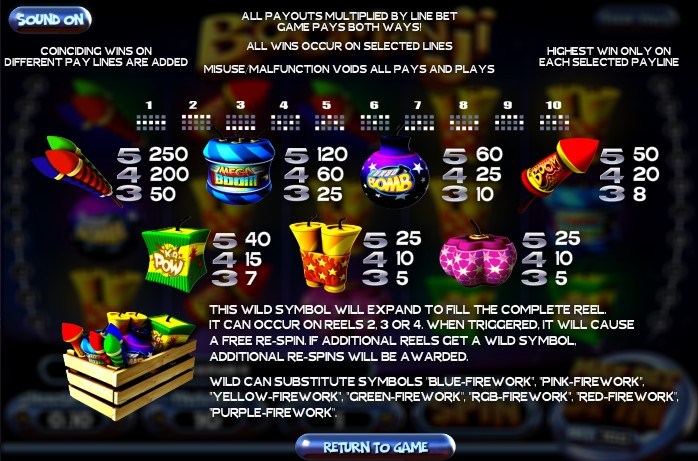 SOUND ON
ALL PAYOUTS MULTIPLIED BY LINE BET
GAME PAYS BOTH WAYS!
ALL WINS OCCUR ON SELECTED LINES
MISUSE/MALFUNCTION VOIDS ALL PAYS AND PLAYS
COINCIDING WINS ON
DIFFERENT PAY LINES ARE ADDED
HIGHEST WIN ONLY ON
EACH SELECTED PAYLINE
1 2 3 4 5 6 7 8 9 10
5 250
4 200
3 50
MEGA
BOOM
5 120
4 60
3 25
BOMB
5 60
4 25
3 10
BOOM
5 50
4 20
3 8
KA
POW
5 40
4 15
3 7
5 25
4 10
3 5
5 25
4 10
3 5
THIS WILD SYMBOL WILL EXPAND TO FILL THE COMPLETE REEL.
IT CAN OCCUR ON REELS 2, 3 OR 4. WHEN TRIGGERED, IT WILL CAUSE
A FREE RE-SPIN. IF ADDITIONAL REELS GET A WILD SYMBOL,
ADDITIONAL RE-SPINS WILL BE AWARDED.
WILD CAN SUBSTITUTE SYMBOLS "BLUE-FIREWORK", "PINK-FIREWORK",
"YELLOW-FIREWORK", "GREEN-FIREWORK", "RGB-FIREWORK", "RED-FIREWORK",
"PURPLE-FIREWORK".
RETURN TO GAME